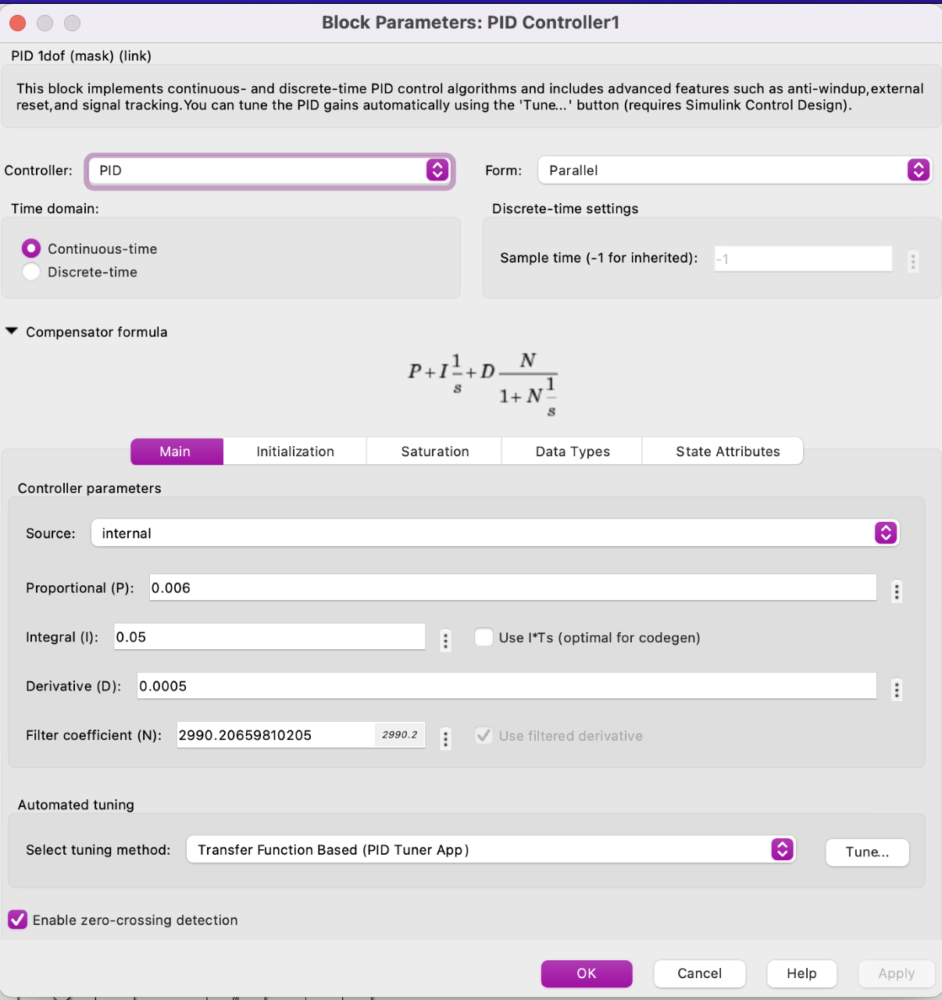 Block Parameters: PID Controller1
PID 1dof (mask) (link)
This block implements continuous- and discrete-time PID control algorithms and includes advanced features such as anti-windup,external
reset,and signal tracking.You can tune the PID gains automatically using the 'Tune...' button (requires Simulink Control Design).
Controller: PID Form: Parallel
Time domain: Discrete-time settings
Continuous-time
Sample time (-1 for inherited): -1
Discrete-time
Compensator formula
P + I 1/s + D N/(1 + N 1/s)
Main Initialization Saturation Data Types State Attributes
Controller parameters
Source: internal
Proportional (P): 0.006
Integral (I): 0.05 Use I*Ts (optimal for codegen)
Derivative (D): 0.0005
Filter coefficient (N): 2990.20659810205 2990.2 Use filtered derivative
Automated tuning
Select tuning method: Transfer Function Based (PID Tuner App) Tune...
Enable zero-crossing detection
OK Cancel Help Apply